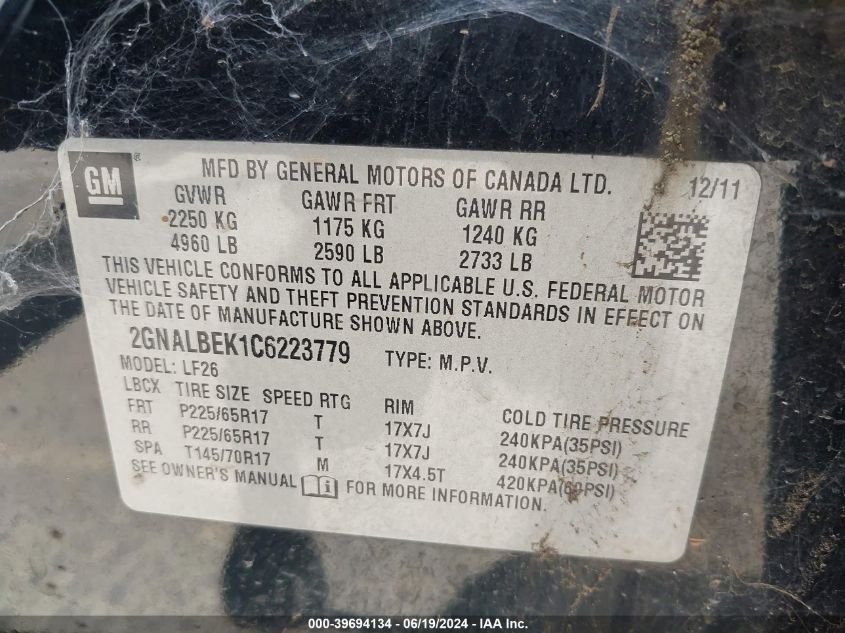 GM ® MFD BY GENERAL MOTORS OF CANADA LTD. 12/11
GVWR GAWR FRT GAWR RR
2250 KG 1175 KG 1240 KG
4960 LB 2590 LB 2733 LB
THIS VEHICLE CONFORMS TO ALL APPLICABLE U.S. FEDERAL MOTOR
VEHICLE SAFETY AND THEFT PREVENTION STANDARDS IN EFFECT ON
THE DATE OF MANUFACTURE SHOWN ABOVE.
2GNALBEK1C6223779 TYPE: M.P.V.
MODEL: LF26
LBCX TIRE SIZE SPEED RTG RIM COLD TIRE PRESSURE
FRT P225/65R17 T 17X7J 240KPA(35PSI)
RR P225/65R17 T 17X7J 240KPA(35PSI)
SPA T145/70R17 M 17X4.5T 420KPA(60PSI)
SEE OWNER'S MANUAL FOR MORE INFORMATION.
000-39694134 - 06/19/2024 - IAA Inc.